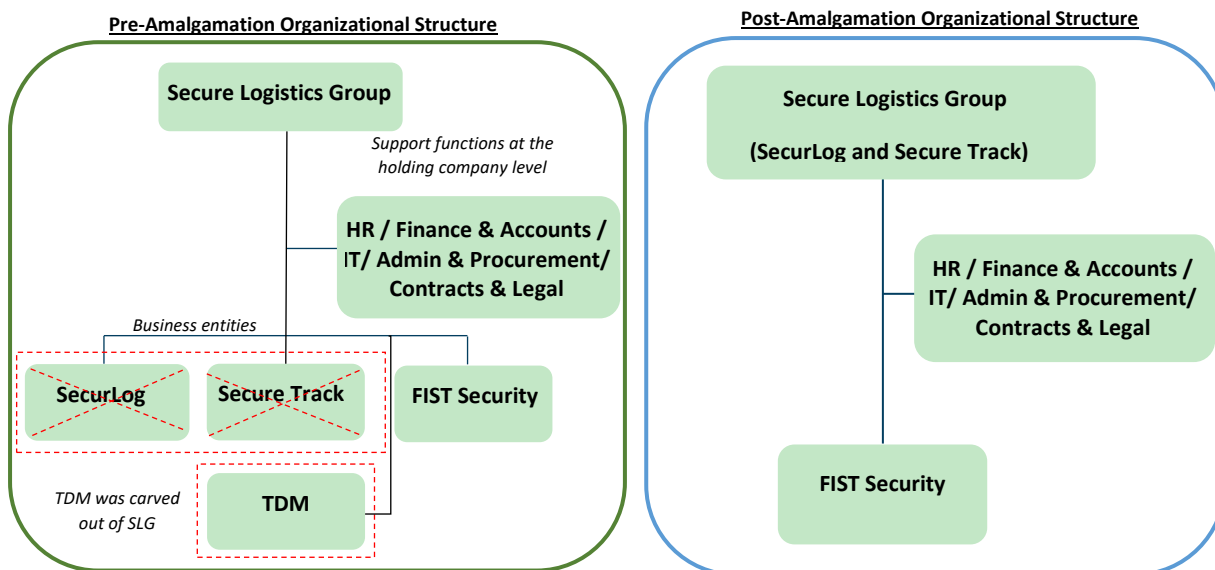 Pre-Amalgamation Organizational Structure
Secure Logistics Group
Support functions at the
holding company level
HR / Finance & Accounts /
IT/ Admin & Procurement/
Contracts & Legal
Business entities
SecurLog
Secure Track
FIST Security
TDM was carved
out of SLG
TDM
Post-Amalgamation Organizational Structure
Secure Logistics Group
(SecurLog and Secure Track)
HR / Finance & Accounts /
IT/ Admin & Procurement/
Contracts & Legal
FIST Security